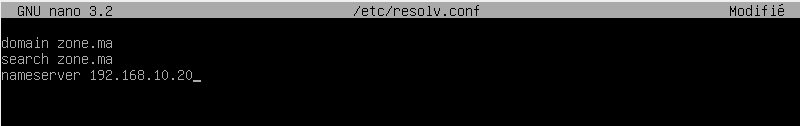 GNU nano 3.2 /etc/resolv.conf Modifié
domain zone.ma
search zone.ma
nameserver 192.168.10.20